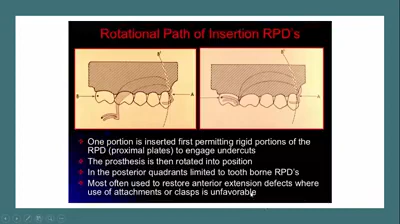 Rotational Path of Insertion RPD's
One portion is inserted first permitting rigid portions of the
RPD (proximal plates) to engage undercuts
The prosthesis is then rotated into position
In the posterior quadrants limited to tooth borne RPD's
Most often used to restore anterior extension defects where
use of attachments or clasps is unfavorable